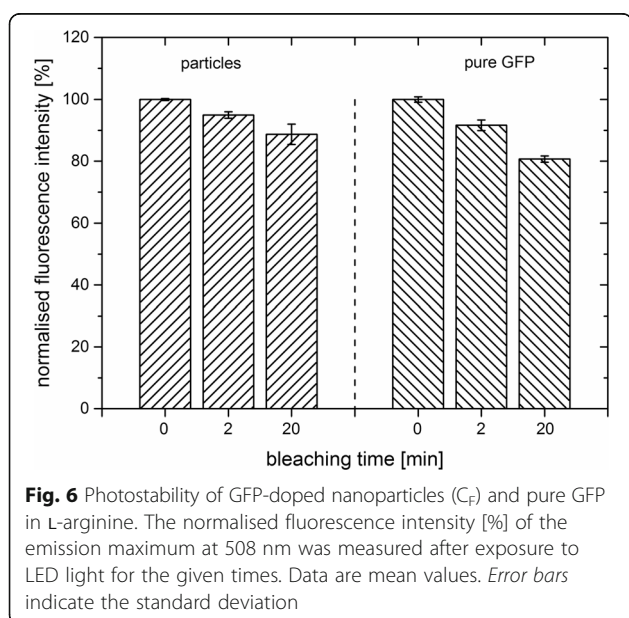 120
100
80
60
40
20
0
normalised fluorescence intensity [%]
particles
pure GFP
0 2 20 0 2 20
bleaching time [min]
Fig. 6 Photostability of GFP-doped nanoparticles (C_F) and pure GFP
in L-arginine. The normalised fluorescence intensity [%] of the
emission maximum at 508 nm was measured after exposure to
LED light for the given times. Data are mean values. Error bars
indicate the standard deviation